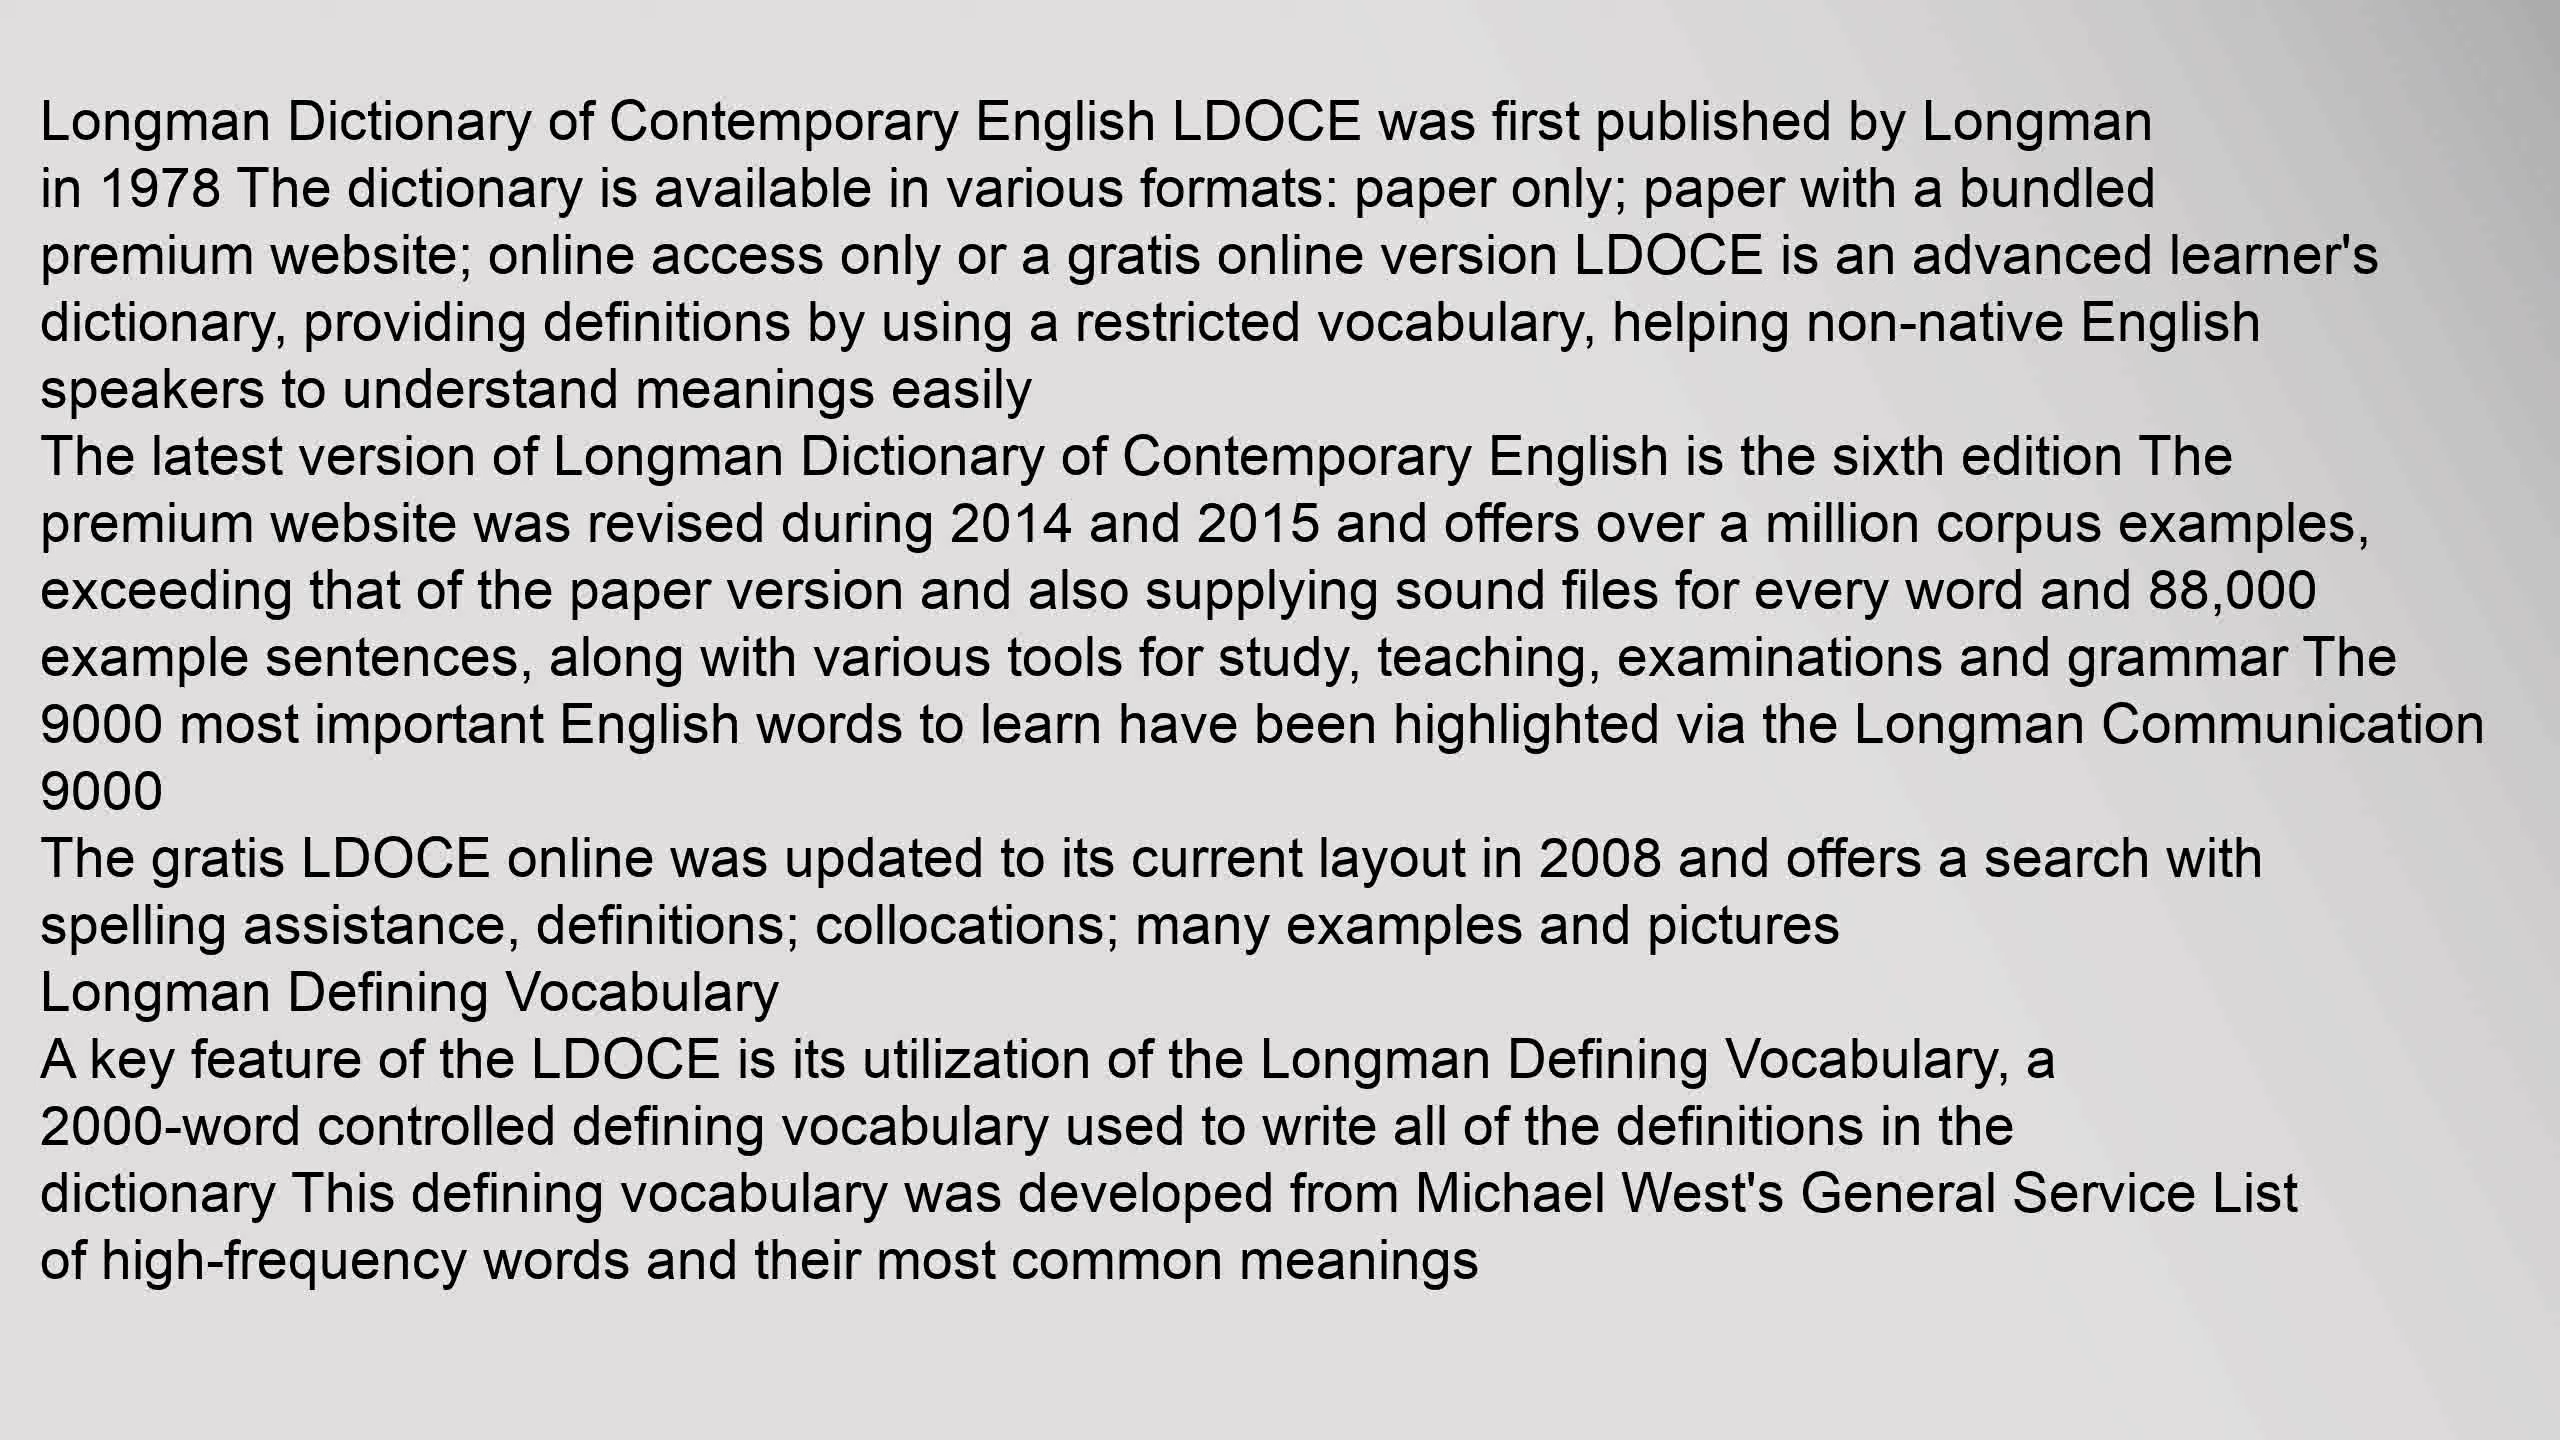 Longman Dictionary of Contemporary English LDOCE was first published by Longman
in 1978 The dictionary is available in various formats: paper only; paper with a bundled
premium website; online access only or a gratis online version LDOCE is an advanced learner's
dictionary, providing definitions by using a restricted vocabulary, helping non-native English
speakers to understand meanings easily
The latest version of Longman Dictionary of Contemporary English is the sixth edition The
premium website was revised during 2014 and 2015 and offers over a million corpus examples,
exceeding that of the paper version and also supplying sound files for every word and 88,000
example sentences, along with various tools for study, teaching, examinations and grammar The
9000 most important English words to learn have been highlighted via the Longman Communication
9000
The gratis LDOCE online was updated to its current layout in 2008 and offers a search with
spelling assistance, definitions; collocations; many examples and pictures
Longman Defining Vocabulary
A key feature of the LDOCE is its utilization of the Longman Defining Vocabulary, a
2000-word controlled defining vocabulary used to write all of the definitions in the
dictionary This defining vocabulary was developed from Michael West's General Service List
of high-frequency words and their most common meanings